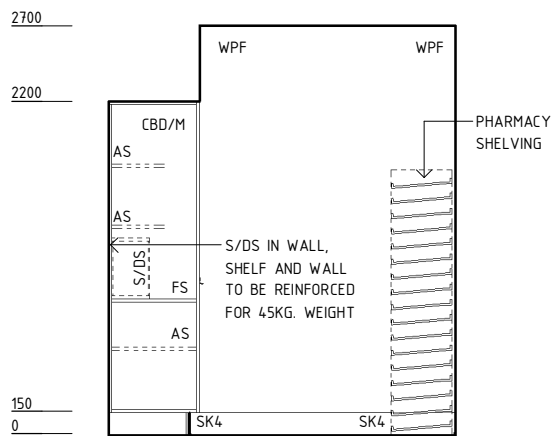 2700
WPF WPF
2200
CBD/M
PHARMACY
SHELVING
AS
AS
S/DS
S/DS IN WALL,
SHELF AND WALL
TO BE REINFORCED
FOR 45KG. WEIGHT
FS
AS
150
SK4 SK4
0